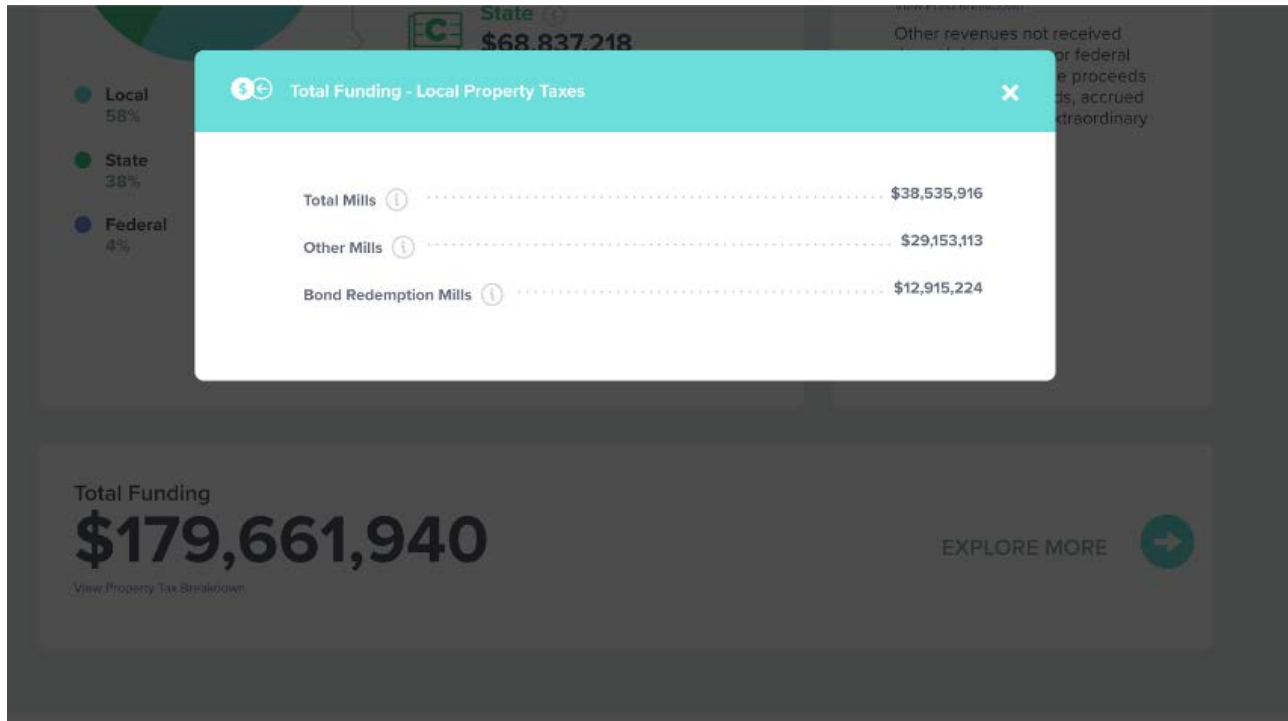 State
$68,837,218
Other revenues not received
or federal
e proceeds
ds, accrued
xtraordinary
Total Funding - Local Property Taxes
Local
58%
State
38%
Federal
4%
Total Mills $38,535,916
Other Mills $29,153,113
Bond Redemption Mills $12,915,224
Total Funding
$179,661,940
View Property Tax Breakdown
EXPLORE MORE